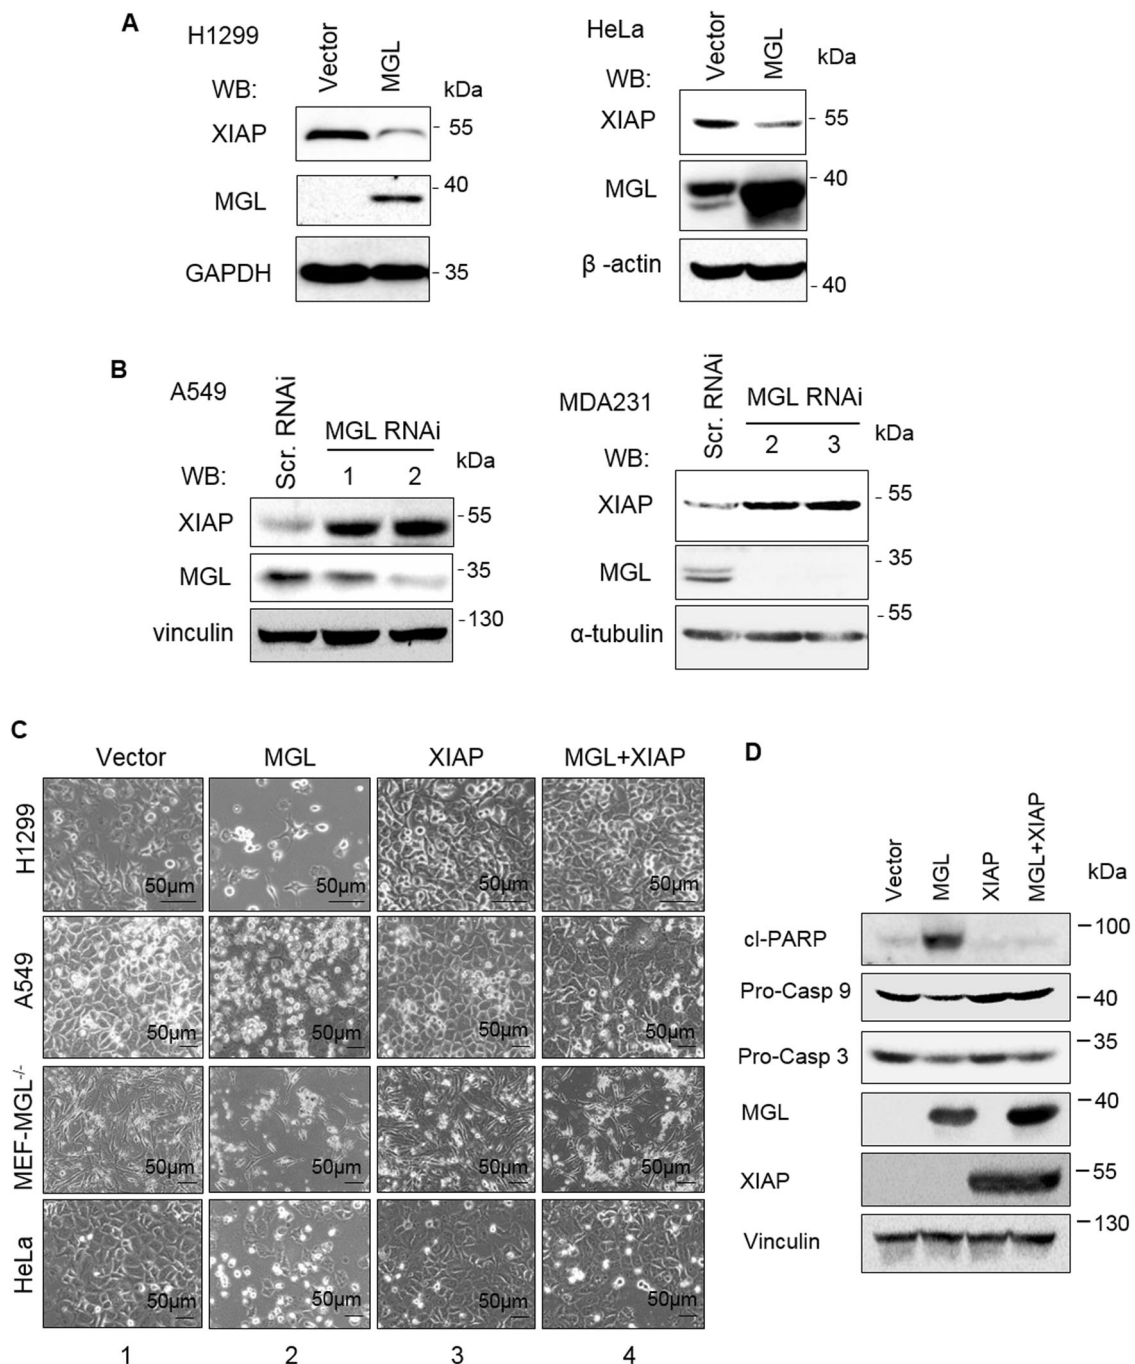 A
H1299
Vector
MGL
WB:
kDa
XIAP
- 55
MGL
- 40
GAPDH
- 35
HeLa
Vector
MGL
WB:
kDa
XIAP
- 55
MGL
- 40
β -actin
- 40
B
A549
Scr. RNAi
MGL RNAi
WB:
1
2
kDa
XIAP
- 55
MGL
- 35
vinculin
- 130
MDA231
Scr. RNAi
MGL RNAi
WB:
2
3
kDa
XIAP
- 55
MGL
- 35
α-tubulin
- 55
C
Vector
MGL
XIAP
MGL+XIAP
H1299
50μm
50μm
50μm
50μm
A549
50μm
50μm
50μm
50μm
MEF-MGL-/-
50μm
50μm
50μm
50μm
HeLa
50μm
50μm
50μm
50μm
1
2
3
4
D
Vector
MGL
XIAP
MGL+XIAP
kDa
cl-PARP
− 100
Pro-Casp 9
− 40
Pro-Casp 3
− 35
MGL
− 40
XIAP
− 55
Vinculin
− 130